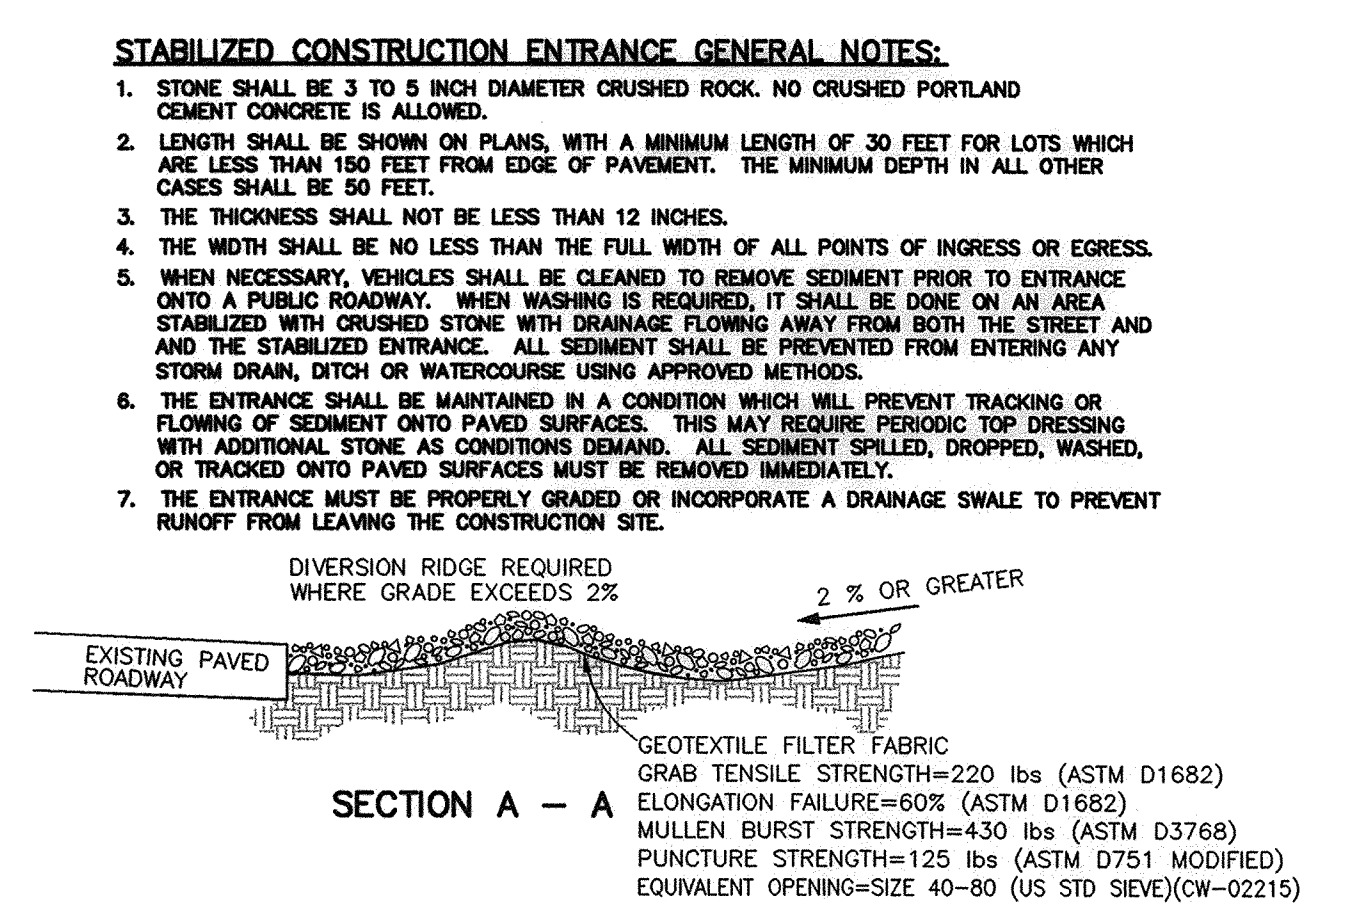 STABILIZED CONSTRUCTION ENTRANCE GENERAL NOTES:
1. STONE SHALL BE 3 TO 5 INCH DIAMETER CRUSHED ROCK. NO CRUSHED PORTLAND
CEMENT CONCRETE IS ALLOWED.
2. LENGTH SHALL BE SHOWN ON PLANS, WITH A MINIMUM LENGTH OF 30 FEET FOR LOTS WHICH
ARE LESS THAN 150 FEET FROM EDGE OF PAVEMENT. THE MINIMUM DEPTH IN ALL OTHER
CASES SHALL BE 50 FEET.
3. THE THICKNESS SHALL NOT BE LESS THAN 12 INCHES.
4. THE WIDTH SHALL BE NO LESS THAN THE FULL WIDTH OF ALL POINTS OF INGRESS OR EGRESS.
5. WHEN NECESSARY, VEHICLES SHALL BE CLEANED TO REMOVE SEDIMENT PRIOR TO ENTRANCE
ONTO A PUBLIC ROADWAY. WHEN WASHING IS REQUIRED, IT SHALL BE DONE ON AN AREA
STABILIZED WITH CRUSHED STONE WITH DRAINAGE FLOWING AWAY FROM BOTH THE STREET AND
AND THE STABILIZED ENTRANCE. ALL SEDIMENT SHALL BE PREVENTED FROM ENTERING ANY
STORM DRAIN, DITCH OR WATERCOURSE USING APPROVED METHODS.
6. THE ENTRANCE SHALL BE MAINTAINED IN A CONDITION WHICH WILL PREVENT TRACKING OR
FLOWING OF SEDIMENT ONTO PAVED SURFACES. THIS MAY REQUIRE PERIODIC TOP DRESSING
WITH ADDITIONAL STONE AS CONDITIONS DEMAND. ALL SEDIMENT SPILLED, DROPPED, WASHED,
OR TRACKED ONTO PAVED SURFACES MUST BE REMOVED IMMEDIATELY.
7. THE ENTRANCE MUST BE PROPERLY GRADED OR INCORPORATE A DRAINAGE SWALE TO PREVENT
RUNOFF FROM LEAVING THE CONSTRUCTION SITE.
DIVERSION RIDGE REQUIRED
WHERE GRADE EXCEEDS 2%
2 % OR GREATER
EXISTING PAVED
ROADWAY
GEOTEXTILE FILTER FABRIC
GRAB TENSILE STRENGTH=220 lbs (ASTM D1682)
SECTION A - A
ELONGATION FAILURE=60% (ASTM D1682)
MULLEN BURST STRENGTH=430 lbs (ASTM D3768)
PUNCTURE STRENGTH=125 lbs (ASTM D751 MODIFIED)
EQUIVALENT OPENING=SIZE 40-80 (US STD SIEVE)(CW-02215)